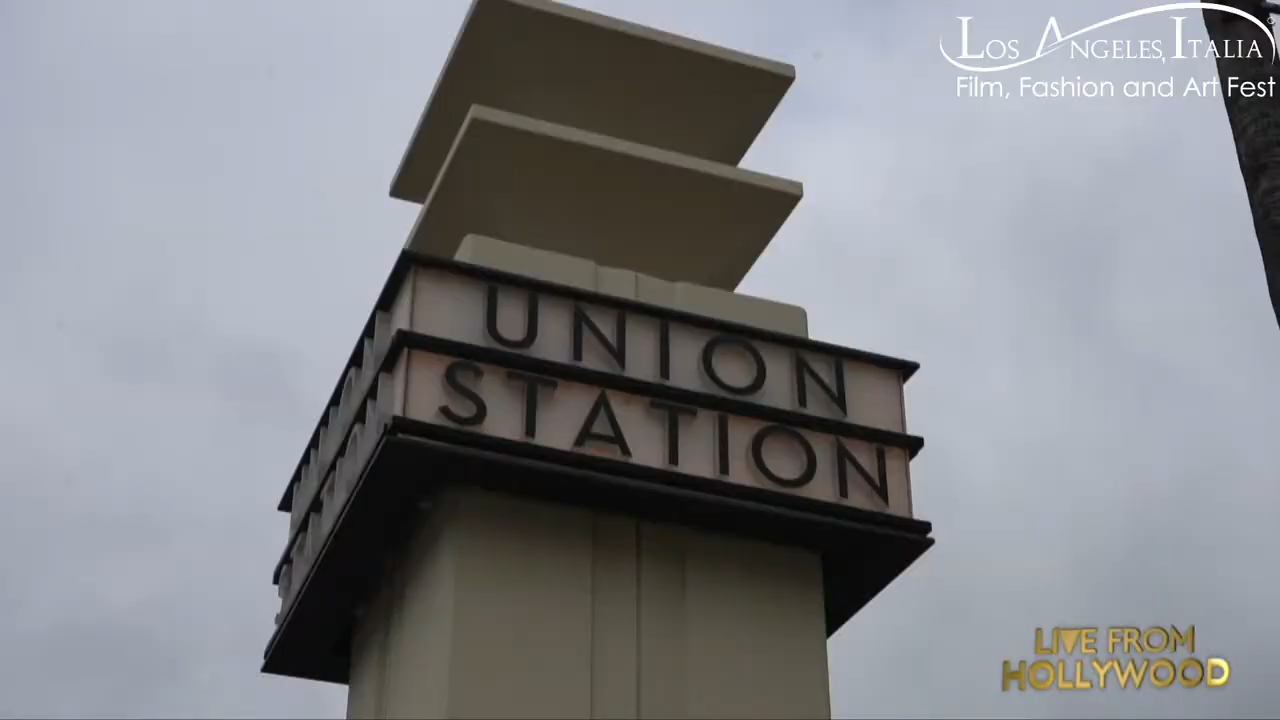 Los Angeles, Italia
Film, Fashion and Art Fest
UNION
STATION
LIVE FROM
HOLLYWOOD